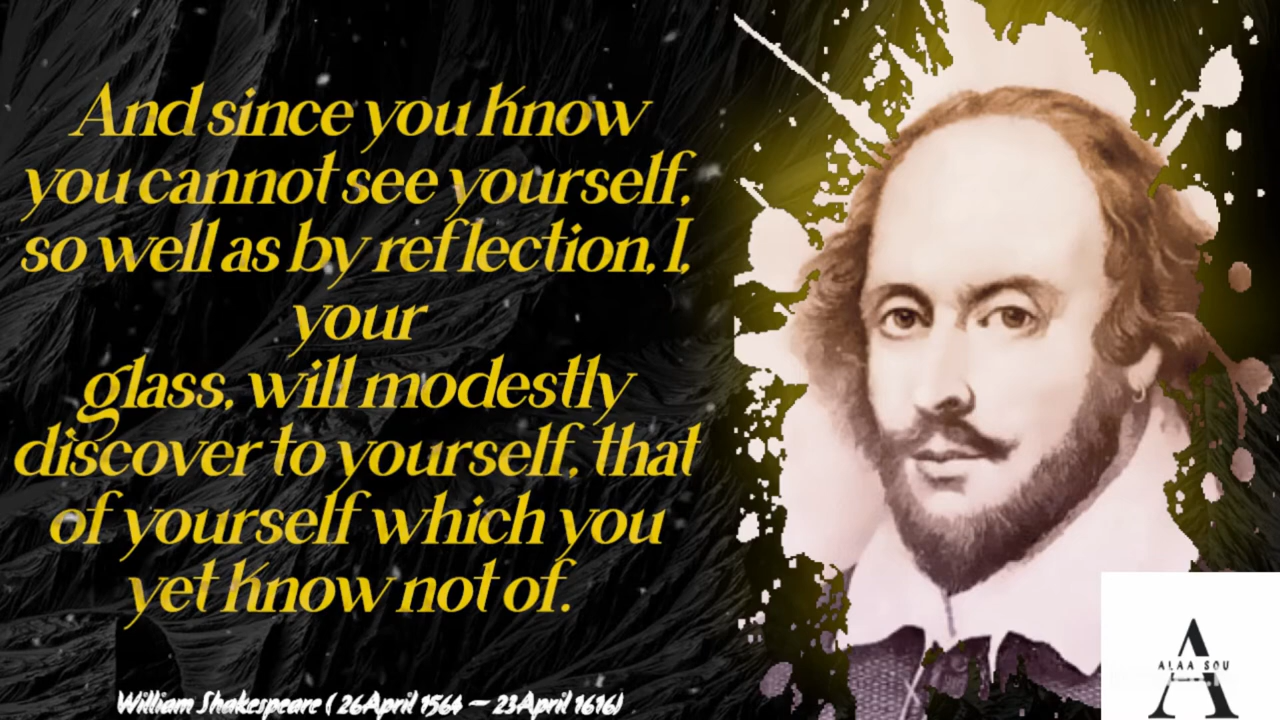 And since you know
you cannot see yourself,
so well as by reflection, I,
your
glass, will modestly
discover to yourself, that
of yourself which you
yet know not of.
William Shakespeare ( 26April 1564 – 23April 1616)
A
ALAA SOU